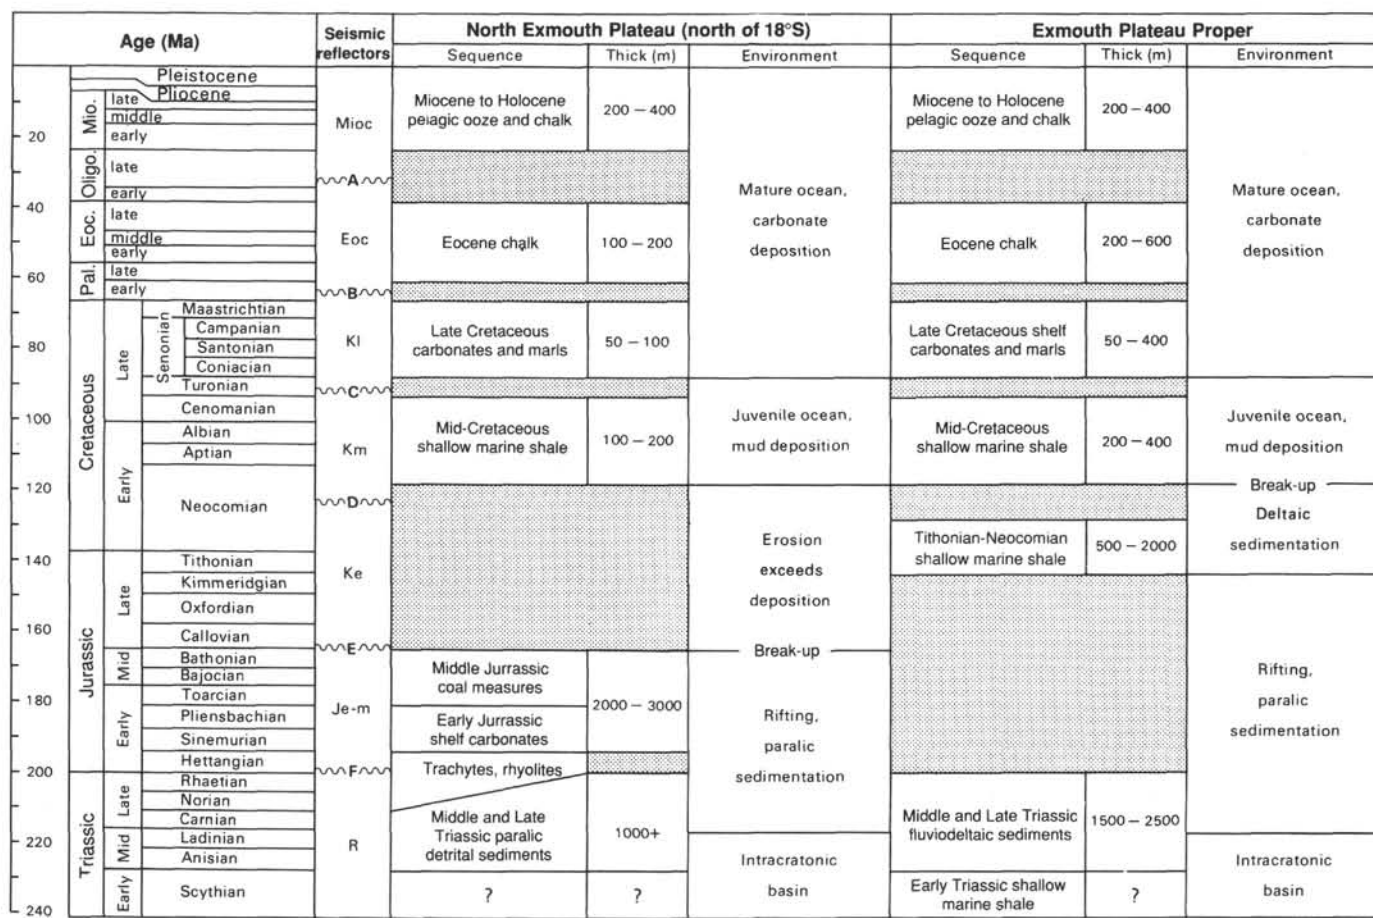 Age (Ma)
Seismic
reflectors
North Exmouth Plateau (north of 18°S)
Exmouth Plateau Proper
Sequence
Thick (m)
Environment
Sequence
Thick (m)
Environment
Pleistocene
Pliocene
Mio.
late
middle
early
20
Mioc
Miocene to Holocene
pelagic ooze and chalk
200 – 400
Miocene to Holocene
pelagic ooze and chalk
200 – 400
Oligo.
late
early
A
40
Mature ocean,
carbonate
deposition
Mature ocean,
carbonate
deposition
Eoc.
late
middle
early
Eoc
Eocene chalk
100 – 200
Eocene chalk
200 – 600
60
Pal.
late
early
B
Cretaceous
Late
Senonian
Maastrichtian
Campanian
Santonian
Coniacian
Turonian
Cenomanian
80
Kl
Late Cretaceous
carbonates and marls
50 – 100
Late Cretaceous shelf
carbonates and marls
50 – 400
C
100
Early
Albian
Aptian
Neocomian
Km
Mid-Cretaceous
shallow marine shale
100 – 200
Juvenile ocean,
mud deposition
Mid-Cretaceous
shallow marine shale
200 – 400
Juvenile ocean,
mud deposition
120
D
Break-up
Deltaic
sedimentation
140
Jurassic
Late
Tithonian
Kimmeridgian
Oxfordian
Callovian
Ke
Erosion
exceeds
deposition
Tithonian-Neocomian
shallow marine shale
500 – 2000
160
E
Break-up
Mid
Bathonian
Bajocian
Middle Jurrassic
coal measures
2000 – 3000
180
Early
Toarcian
Pliensbachian
Sinemurian
Hettangian
Je-m
Early Jurrassic
shelf carbonates
Rifting,
paralic
sedimentation
Rifting,
paralic
sedimentation
200
F
Trachytes, rhyolites
Triassic
Late
Rhaetian
Norian
Carnian
Mid
Ladinian
Anisian
220
R
Middle and Late
Triassic paralic
detrital sediments
1000+
Middle and Late Triassic
fluviodeltaic sediments
1500 – 2500
Intracratonic
basin
Intracratonic
basin
Early
Scythian
240
?
?
Early Triassic shallow
marine shale
?